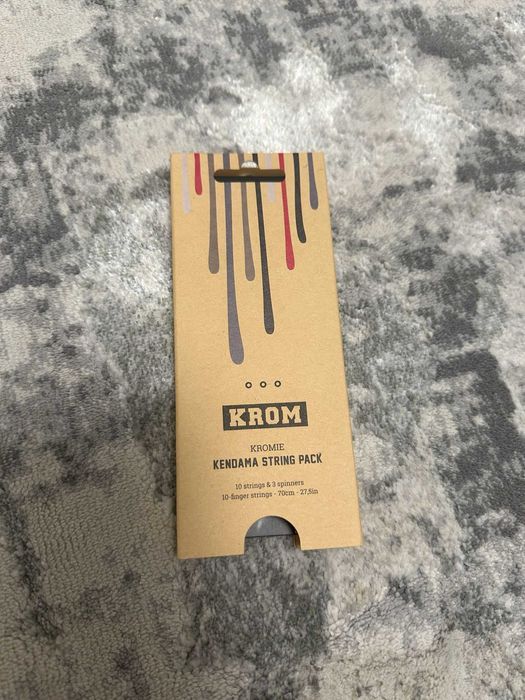 KROM
KROMIE
KENDAMA STRING PACK
10 strings & 3 spinners
10-finger strings - 70cm - 27,5in